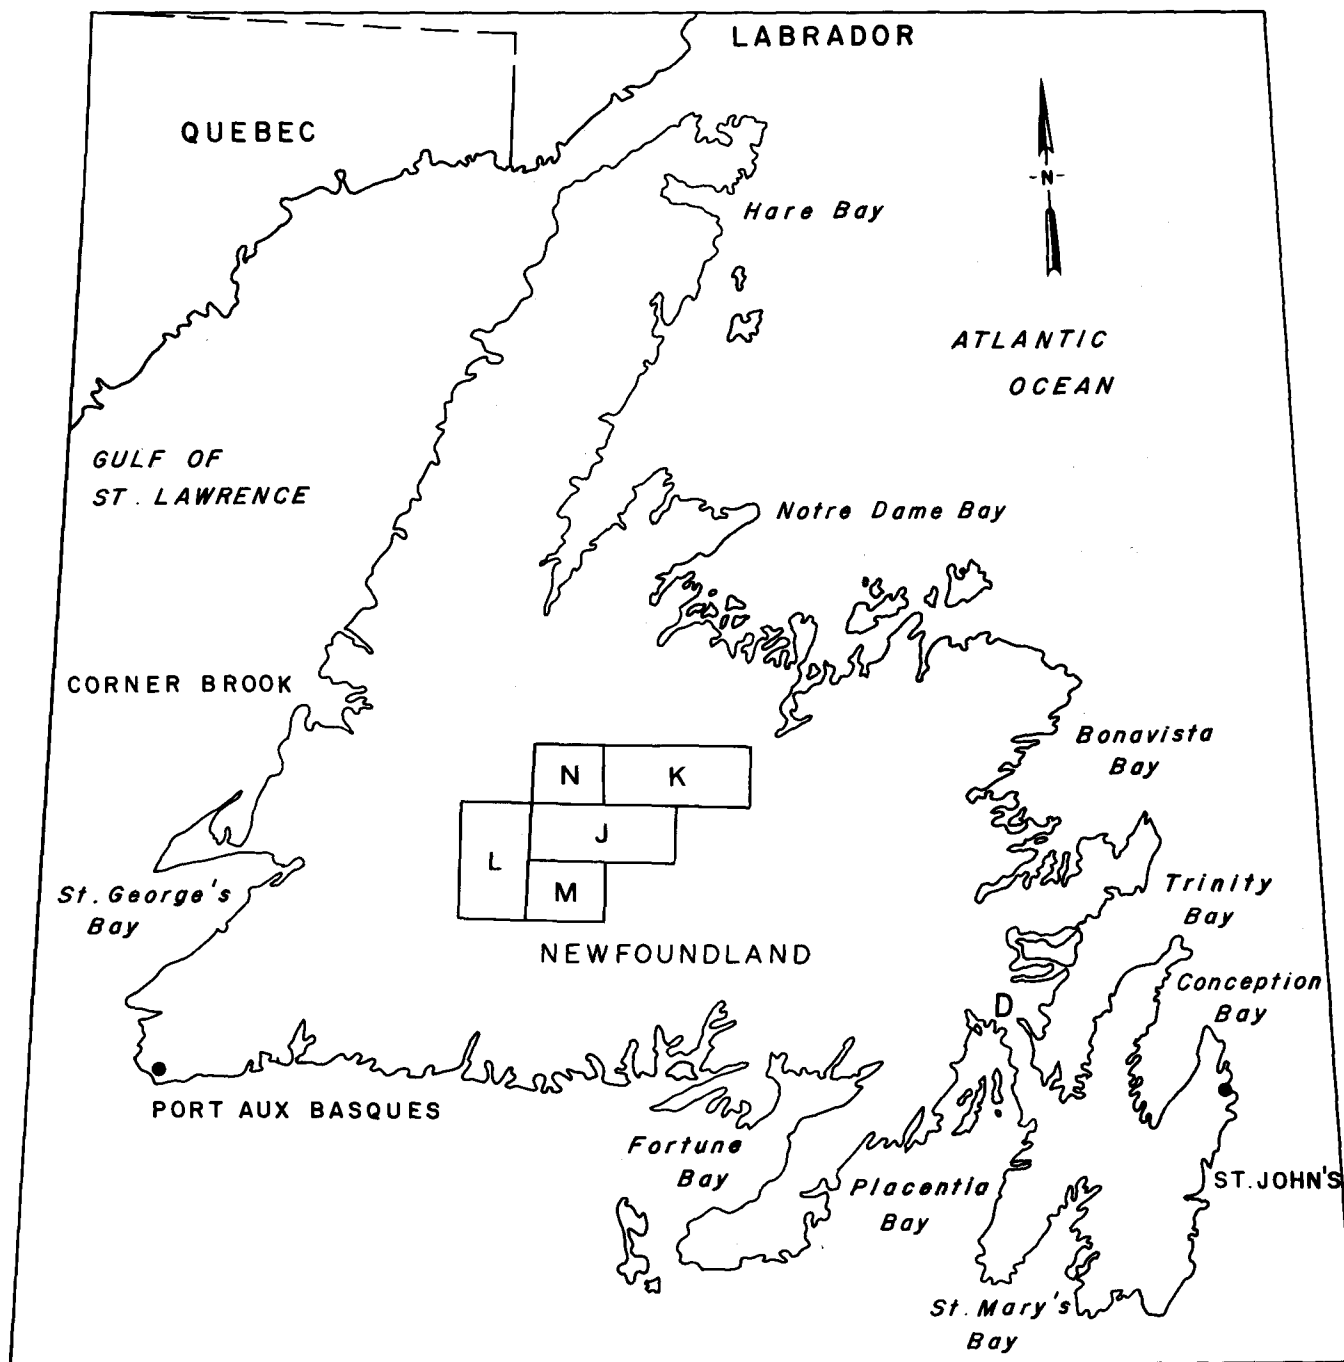 LABRADOR
QUEBEC
-N-
Hare Bay
ATLANTIC
OCEAN
GULF OF
ST. LAWRENCE
Notre Dame Bay
CORNER BROOK
Bonavista
Bay
N
K
J
L
M
St. George's
Bay
Trinity
Bay
NEWFOUNDLAND
Conception
Bay
D
PORT AUX BASQUES
Fortune
Bay
Placentia
Bay
ST. JOHN'S
St. Mary's
Bay